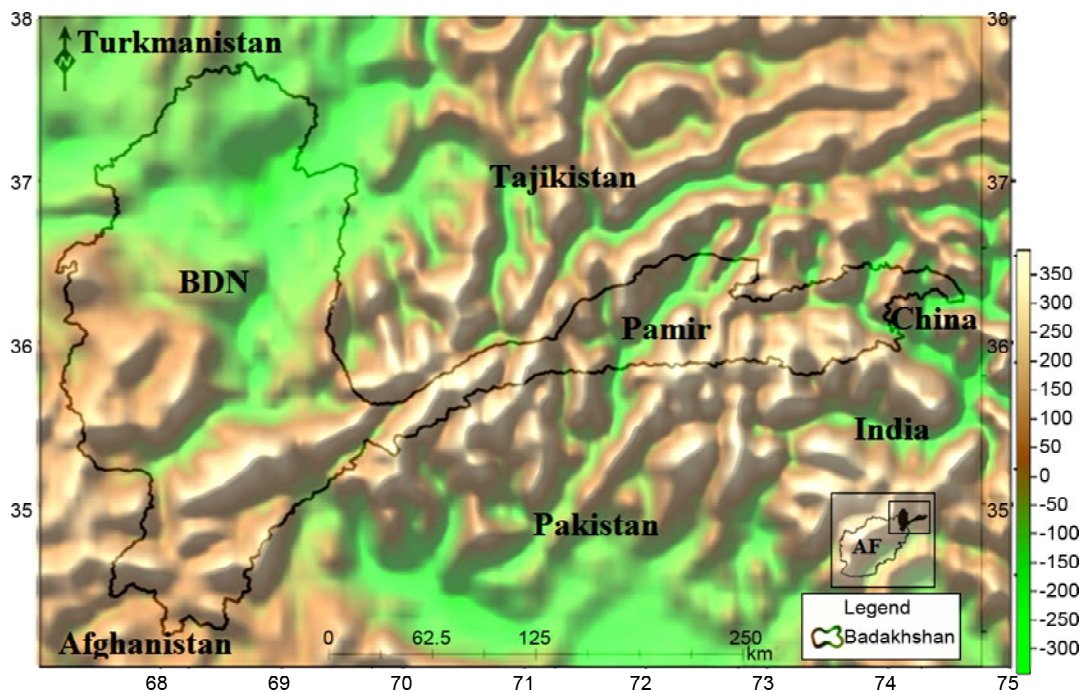 38
38
Turkmanistan
N
37
Tajikistan
37
BDN
Pamir
China
36
36
India
35
Pakistan
35
AF
Legend
Badakhshan
Afghanistan
0 62.5 125 250
km
68 69 70 71 72 73 74 75
350
300
250
200
150
100
50
0
-50
-100
-150
-200
-250
-300